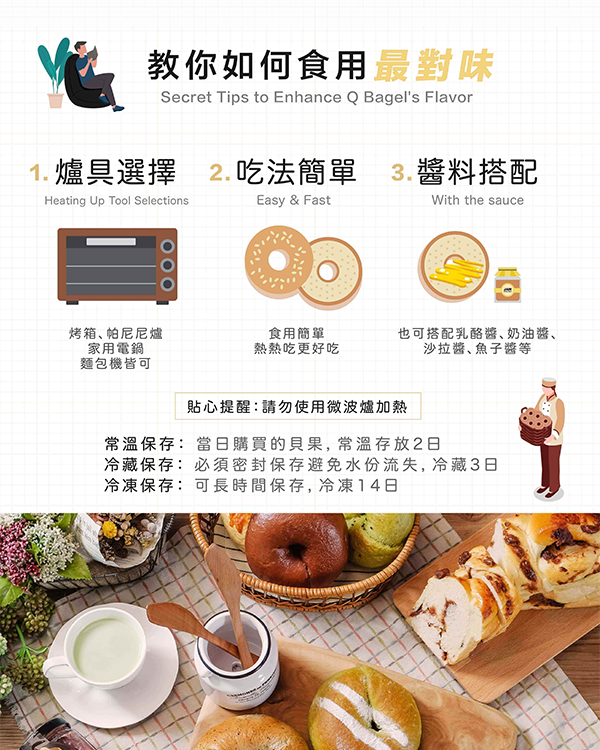 教你如何食用最對味
Secret Tips to Enhance Q Bagel's Flavor
1. 爐具選擇
Heating Up Tool Selections
烤箱、帕尼尼爐
家用電鍋
麵包機皆可
2. 吃法簡單
Easy & Fast
食用簡單
熱熱吃更好吃
3. 醬料搭配
With the sauce
也可搭配乳酪醬、奶油醬、
沙拉醬、魚子醬等
貼心提醒：請勿使用微波爐加熱
常溫保存： 當日購買的貝果, 常溫存放2日
冷藏保存： 必須密封保存避免水份流失, 冷藏3日
冷凍保存： 可長時間保存, 冷凍14日